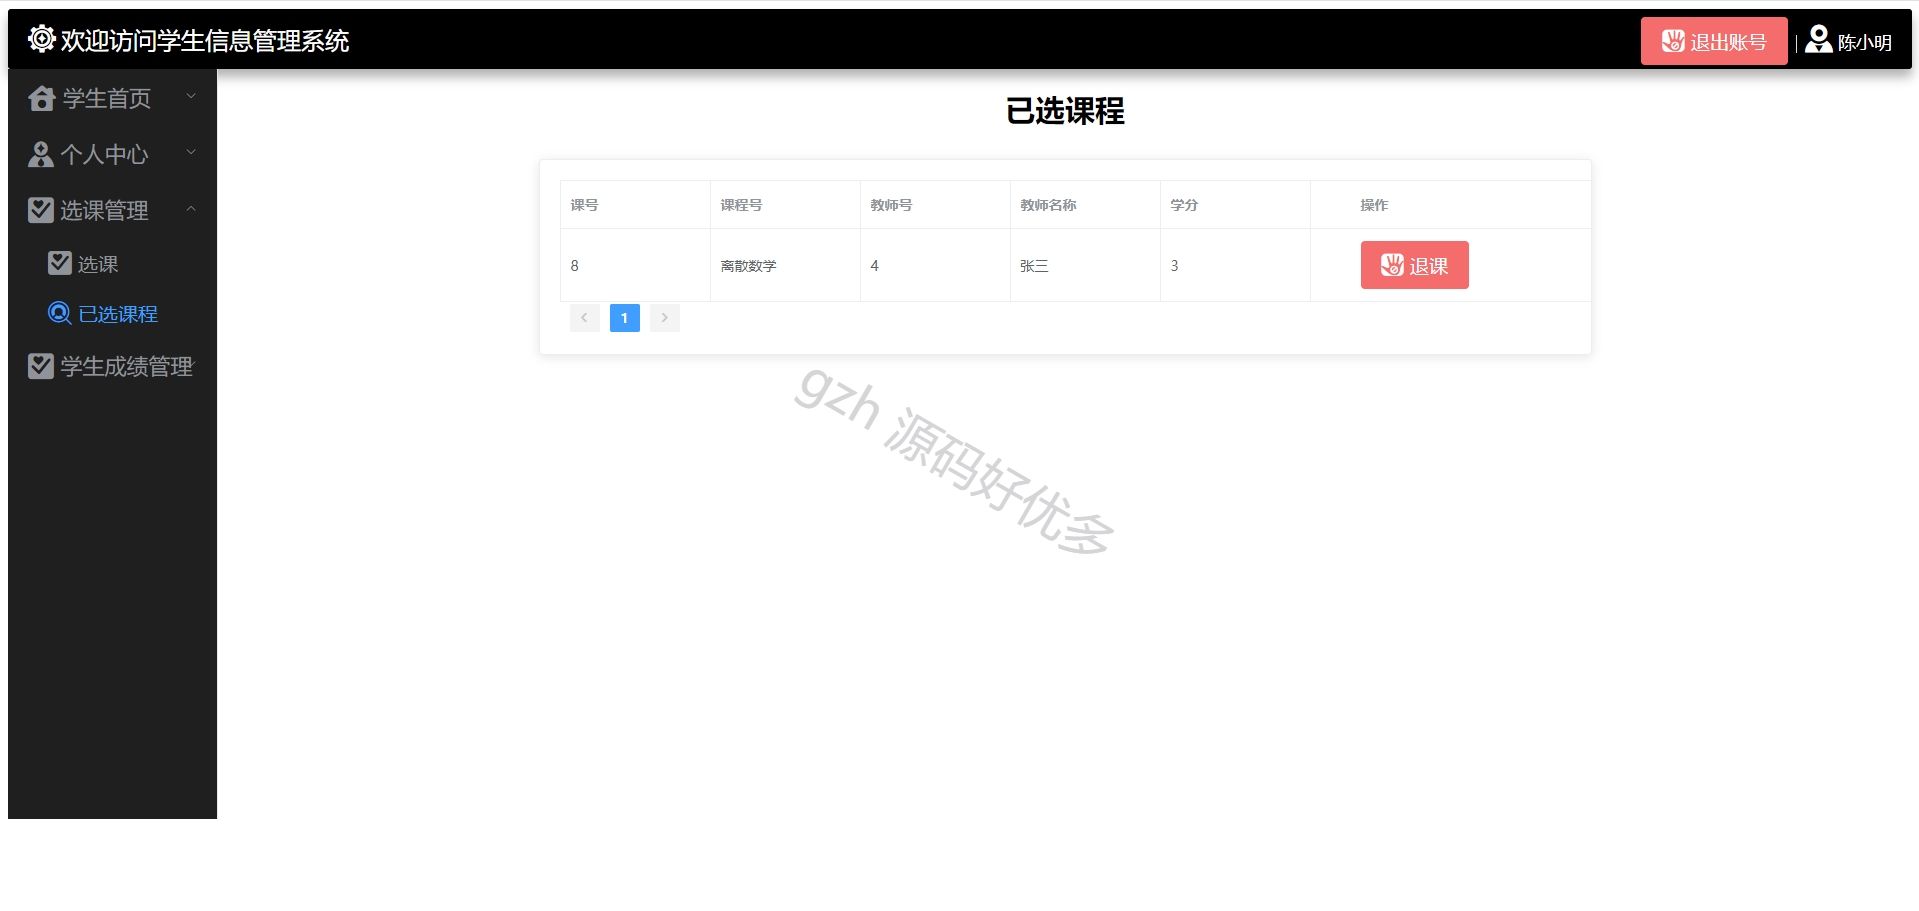 欢迎访问学生信息管理系统
退出账号
|
陈小明
学生首页
个人中心
选课管理
选课
已选课程
学生成绩管理
已选课程
课号 课程号 教师号 教师名称 学分 操作
8 离散数学 4 张三 3 退课
1
gzh 源码好优多